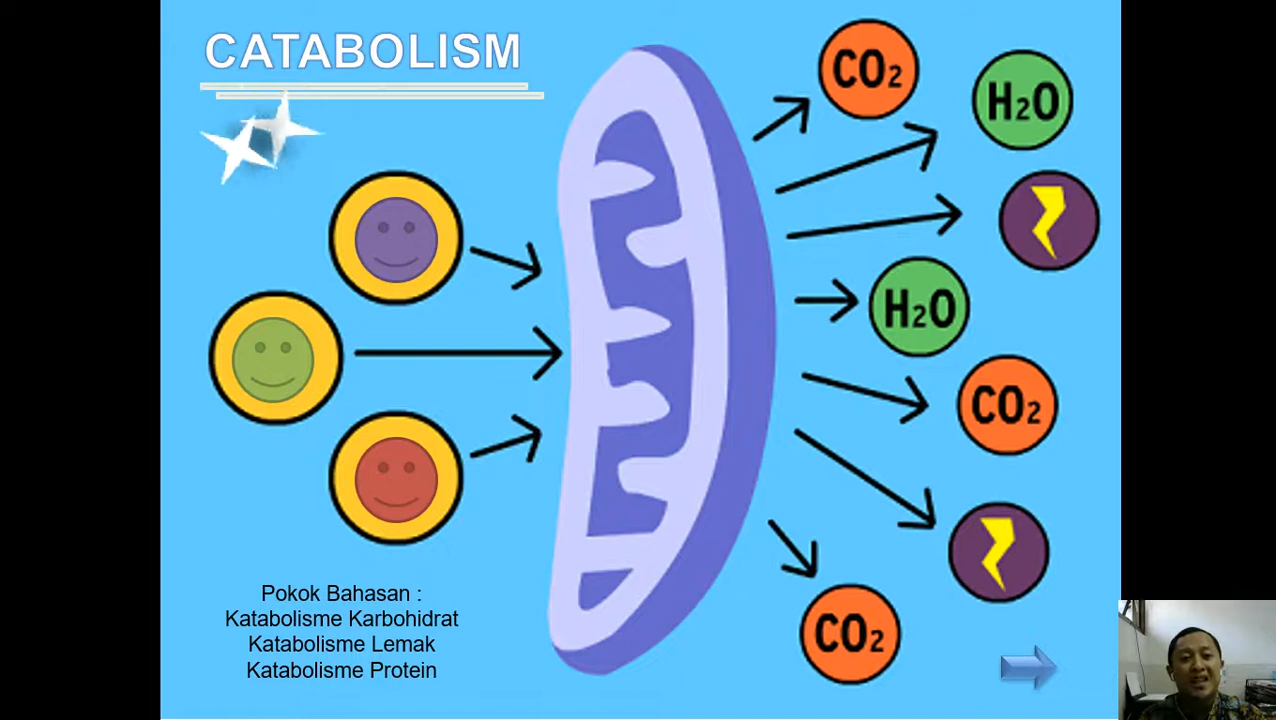 CATABOLISM
CO₂
H₂O
H₂O
CO₂
CO₂
Pokok Bahasan :
Katabolisme Karbohidrat
Katabolisme Lemak
Katabolisme Protein